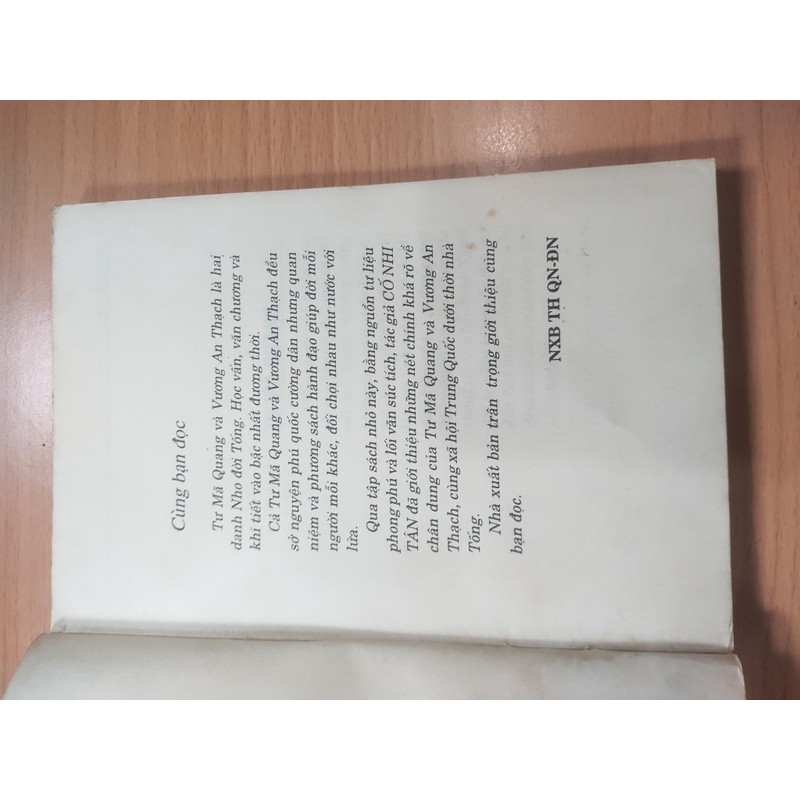 Cùng bạn đọc
Tư Mã Quang và Vương An Thạch là hai
danh Nho đời Tống. Học vấn, văn chương và
khí tiết vào bậc nhất đương thời.
Cả Tư Mã Quang và Vương An Thạch đều
sở nguyện phú quốc cường dân nhưng quan
niệm và phương sách hành đạo giúp đời mỗi
người mỗi khác, đối chọi nhau như nước với
lửa.
Qua tập sách nhỏ này, bằng nguồn tư liệu
phong phú và lối văn súc tích, tác giả CỔ NHI
TÂN đã giới thiệu những nét chính khá rõ về
chân dung của Tư Mã Quang và Vương An
Thạch, cùng xã hội Trung Quốc dưới thời nhà
Tống.
Nhà xuất bản trân trọng giới thiệu cùng
bạn đọc.
NXB TH QN-ĐN